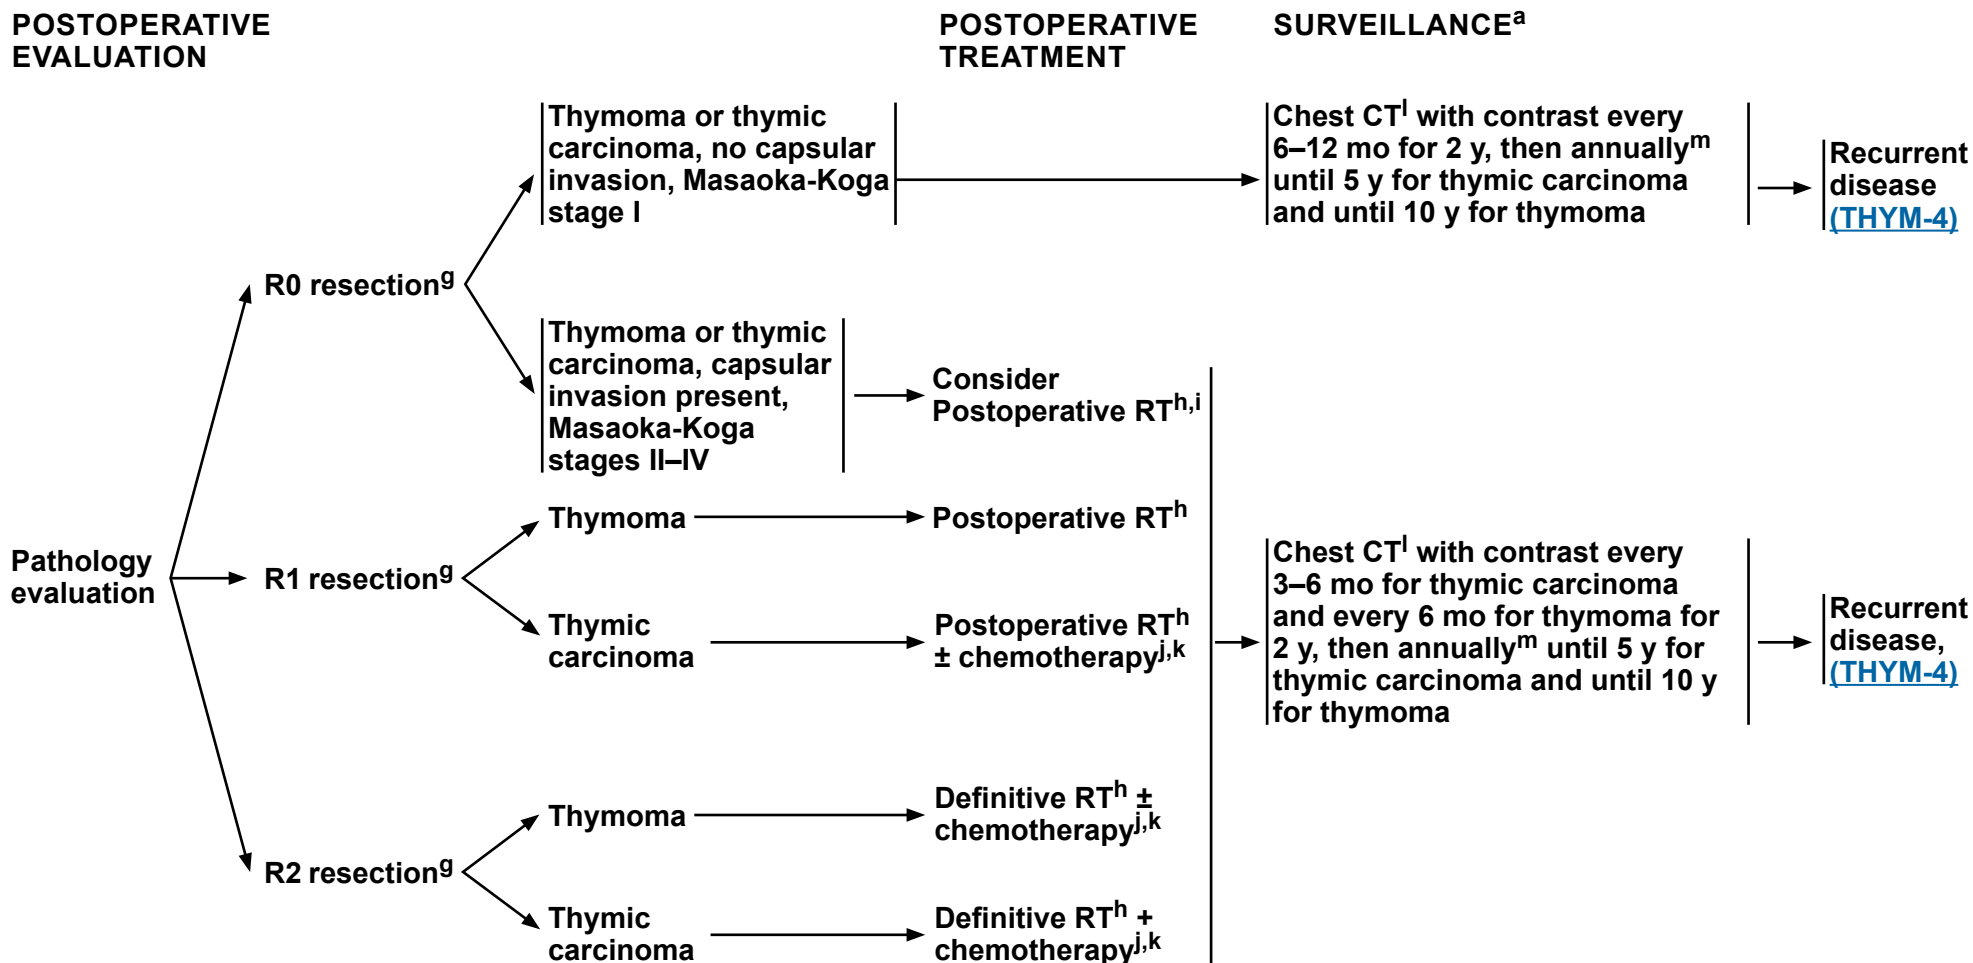 POSTOPERATIVE
EVALUATION
POSTOPERATIVE
TREATMENT
SURVEILLANCEa
Thymoma or thymic
carcinoma, no capsular
invasion, Masaoka-Koga
stage I
Chest CTl with contrast every
6–12 mo for 2 y, then annuallym
until 5 y for thymic carcinoma
and until 10 y for thymoma
Recurrent
disease
(THYM-4)
R0 resectiong
Thymoma or thymic
carcinoma, capsular
invasion present,
Masaoka-Koga
stages II–IV
Consider
Postoperative RTh,i
Pathology
evaluation
R1 resectiong
Thymoma
Postoperative RTh
Thymic
carcinoma
Postoperative RTh
± chemotherapyj,k
Chest CTl with contrast every
3–6 mo for thymic carcinoma
and every 6 mo for thymoma for
2 y, then annuallym until 5 y for
thymic carcinoma and until 10 y
for thymoma
Recurrent
disease,
(THYM-4)
R2 resectiong
Thymoma
Definitive RTh ±
chemotherapyj,k
Thymic
carcinoma
Definitive RTh +
chemotherapyj,k